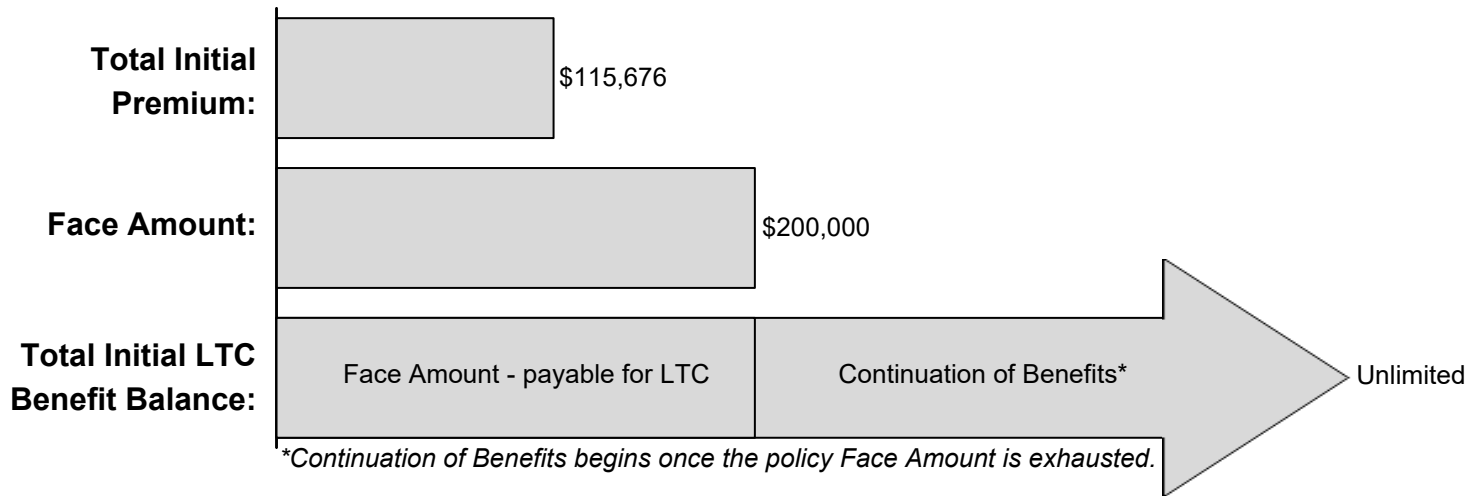 Total Initial
Premium:
$115,676
Face Amount:
$200,000
Total Initial LTC
Benefit Balance:
Face Amount - payable for LTC
Continuation of Benefits*
Unlimited
*Continuation of Benefits begins once the policy Face Amount is exhausted.